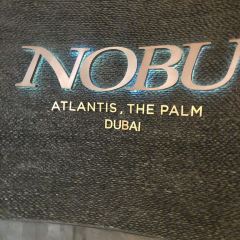 NOBU
ATLANTIS, THE PALM
DUBAI